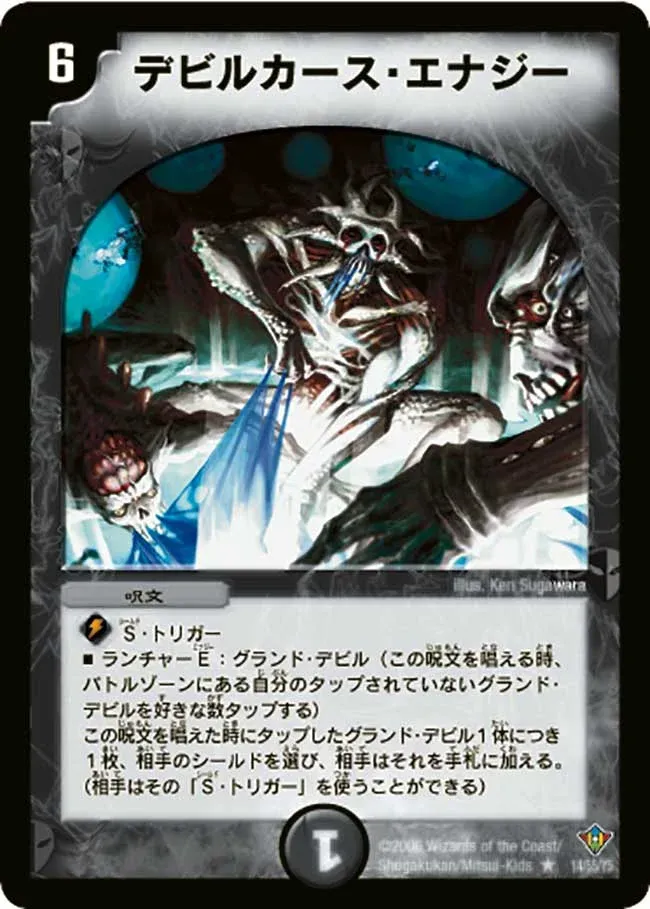 6
デビルカース・エナジー
illus. Ken Sugawara
呪文
S・トリガー
■ ランチャーE：グランド・デビル（この呪文を唱える時、
バトルゾーンにある自分のタップされていないグランド・
デビルを好きな数タップする）
この呪文を唱えた時にタップしたグランド・デビル1体につき
1枚、相手のシールドを選び、相手はそれを手札に加える。
（相手はその「S・トリガー」を使うことができる）
1
©2006 Wizards of the Coast/
Shogakukan/Mitsui-Kids ★ 14/55/75